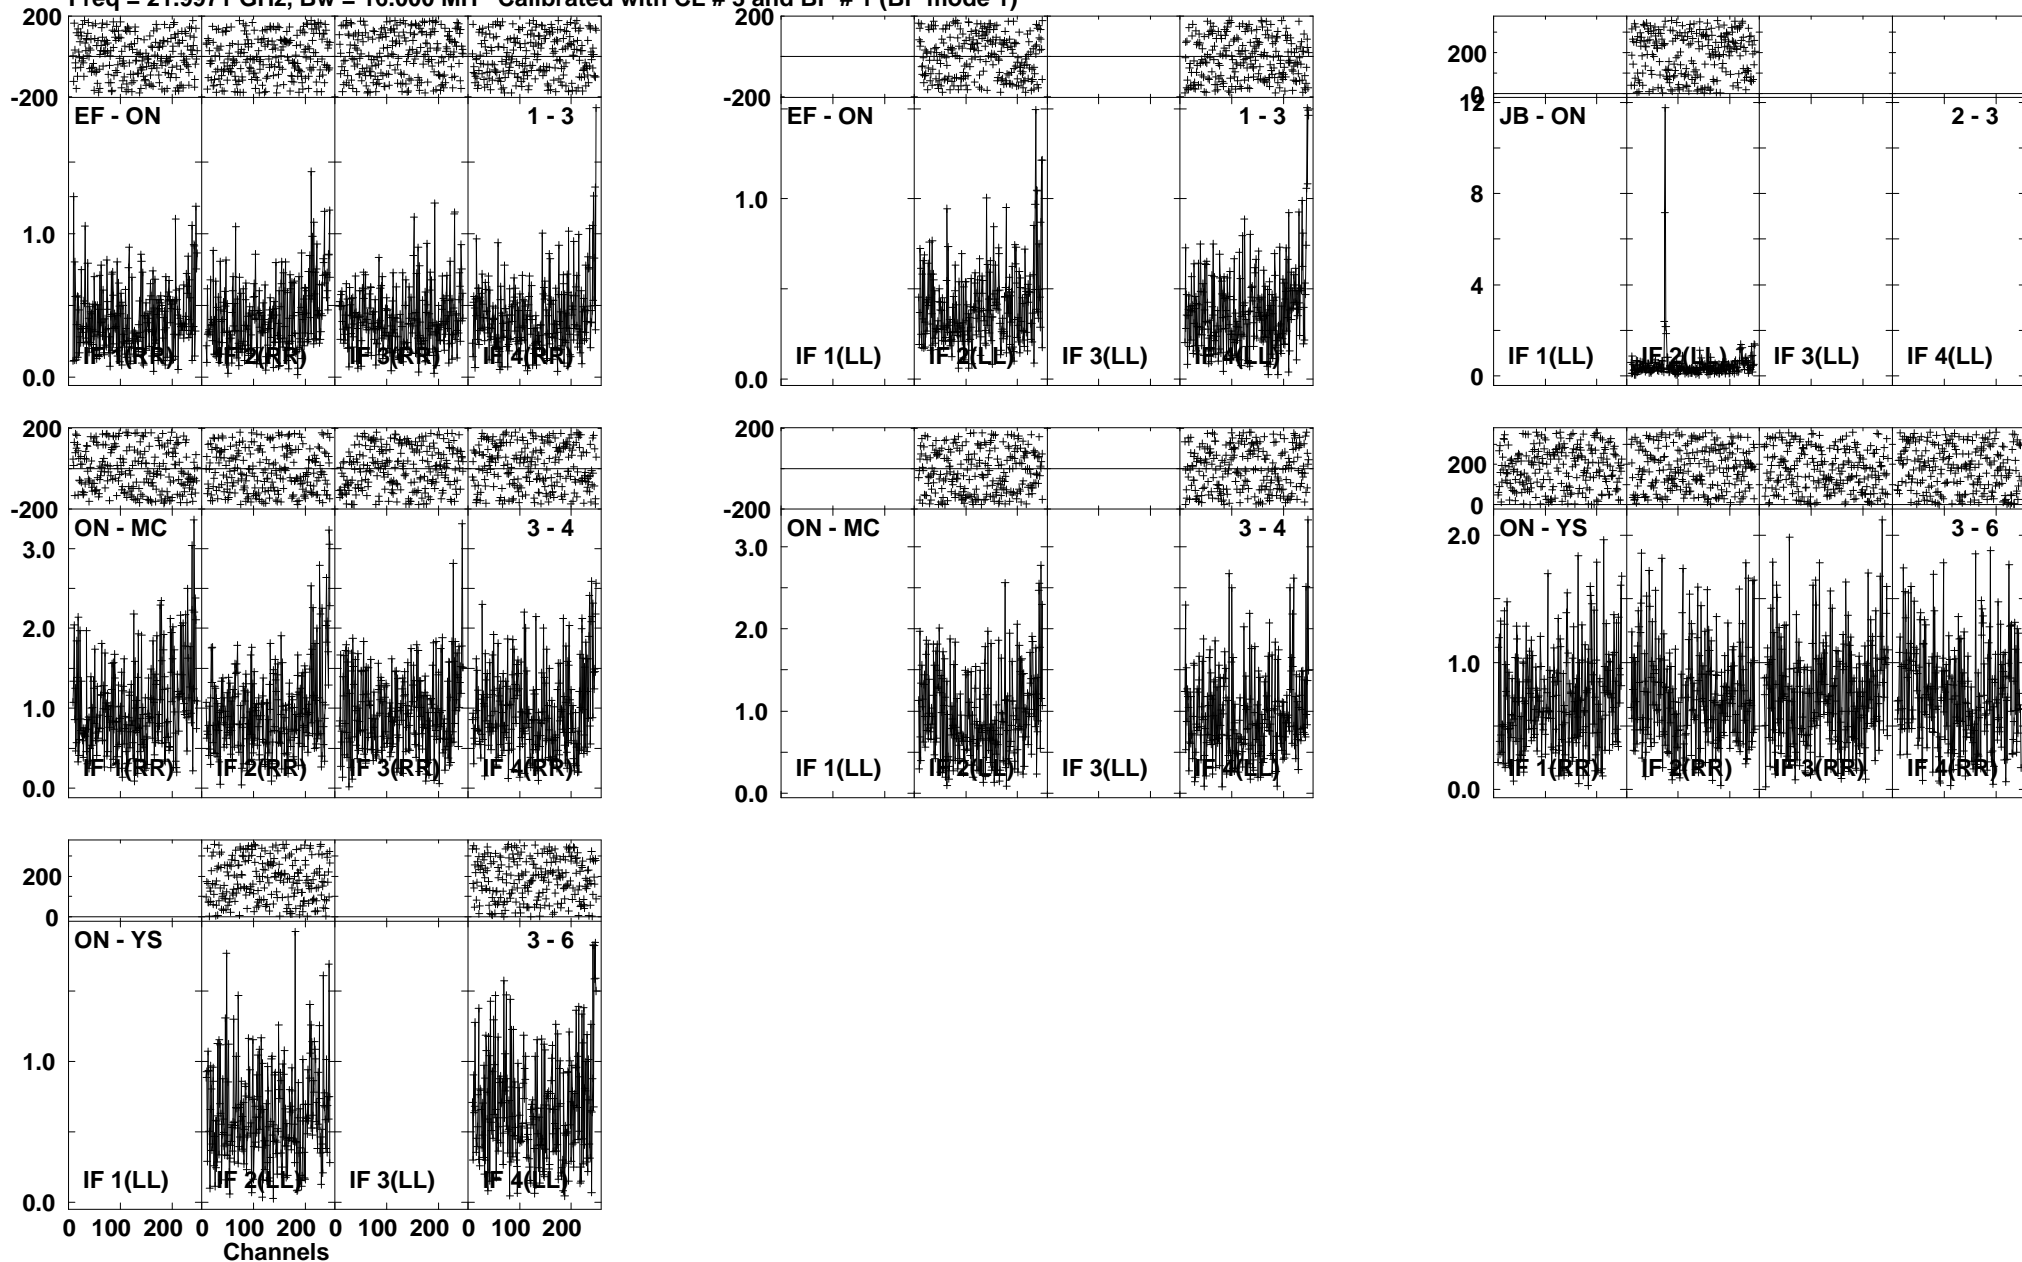 Calibrated with CL # 3 and BP # 1 (BP mode 1)
200
-200
EF - ON 1 - 3
1.0
0.0
IF 1(RR) IF 2(RR) IF 3(RR) IF 4(RR)
200
-200
EF - ON 1 - 3
1.0
0.0
IF 1(LL) IF 2(LL) IF 3(LL) IF 4(LL)
200
0
12
JB - ON 2 - 3
8
4
0
IF 1(LL) IF 2(LL) IF 3(LL) IF 4(LL)
200
-200
ON - MC 3 - 4
3.0
2.0
1.0
0.0
IF 1(RR) IF 2(RR) IF 3(RR) IF 4(RR)
200
-200
ON - MC 3 - 4
3.0
2.0
1.0
0.0
IF 1(LL) IF 2(LL) IF 3(LL) IF 4(LL)
200
0
ON - YS 3 - 6
2.0
1.0
0.0
IF 1(RR) IF 2(RR) IF 3(RR) IF 4(RR)
200
0
ON - YS 3 - 6
1.0
0.0
IF 1(LL) IF 2(LL) IF 3(LL) IF 4(LL)
0 100 200 0 100 200 0 100 200 0 100 200
Channels